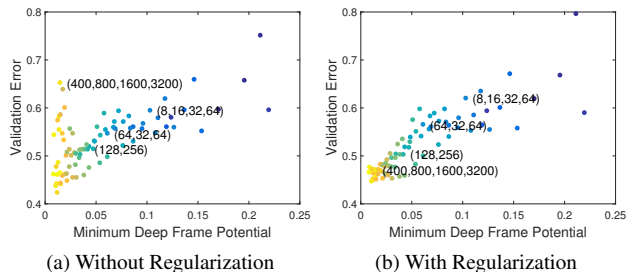 0.8
0.7
0.6
0.5
0.4
Validation Error
(400,800,1600,3200)
(8,16,32,64)
(64,32,64)
(128,256)
0 0.05 0.1 0.15 0.2 0.25
Minimum Deep Frame Potential
(a) Without Regularization
0.8
0.7
0.6
0.5
0.4
Validation Error
(8,16,32,64)
(64,32,64)
(128,256)
(400,800,1600,3200)
0 0.05 0.1 0.15 0.2 0.25
Minimum Deep Frame Potential
(b) With Regularization